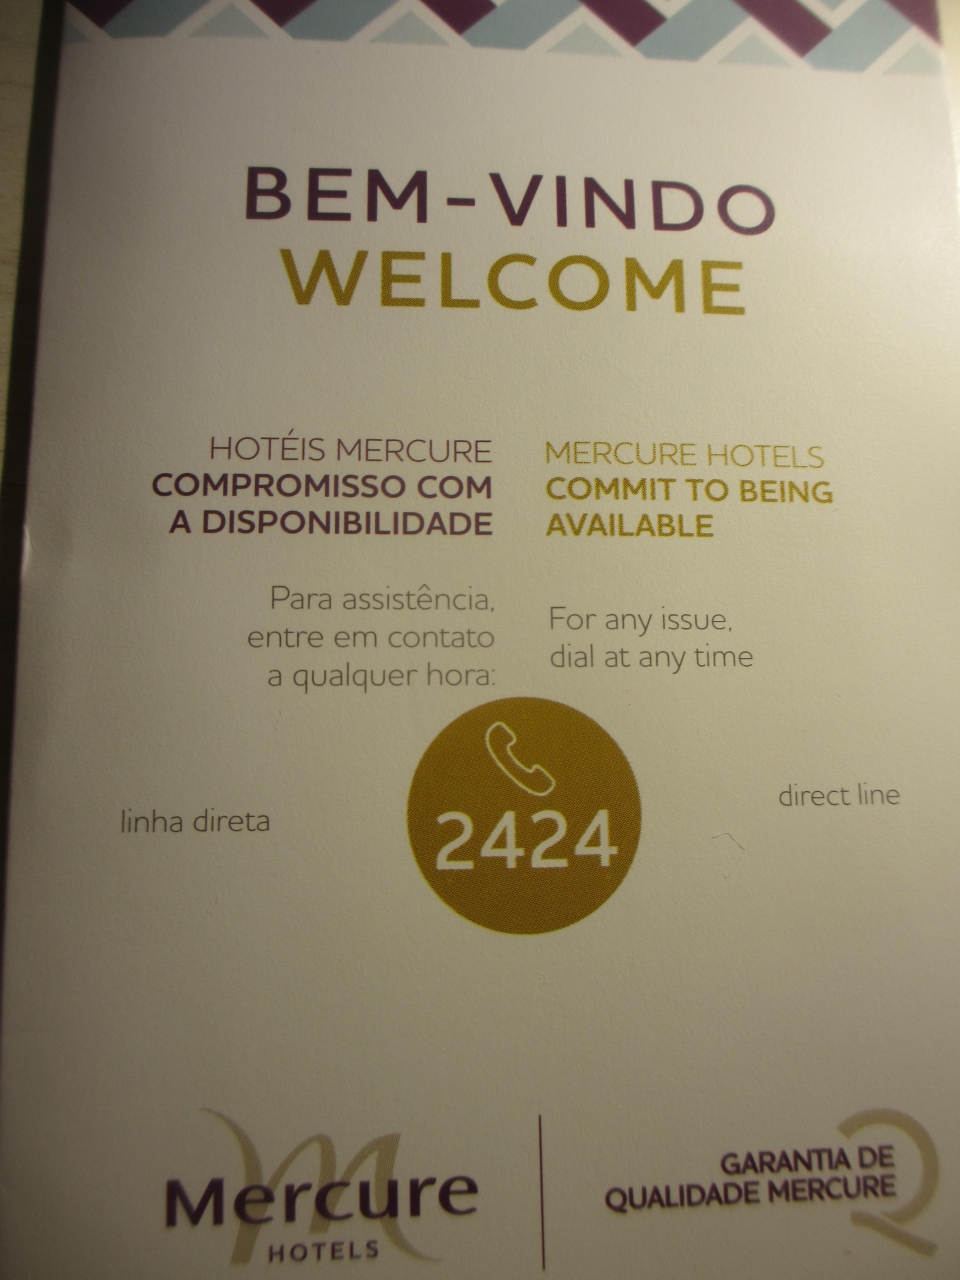 BEM-VINDO
WELCOME
HOTÉIS MERCURE
COMPROMISSO COM
A DISPONIBILIDADE
Para assistência,
entre em contato
a qualquer hora:
MERCURE HOTELS
COMMIT TO BEING
AVAILABLE
For any issue,
dial at any time
linha direta
2424
direct line
Mercure
HOTELS
GARANTIA DE
QUALIDADE MERCURE